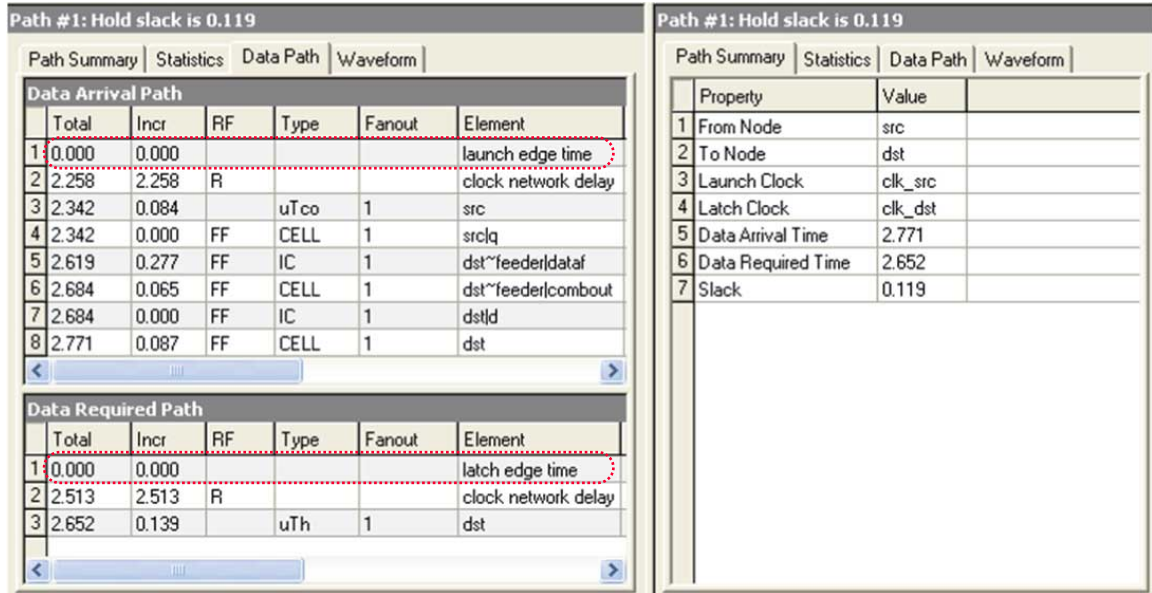 Path #1: Hold slack is 0.119
Path Summary Statistics Data Path Waveform
Data Arrival Path
Total Incr RF Type Fanout Element
1 0.000 0.000 launch edge time
2 2.258 2.258 R clock network delay
3 2.342 0.084 uTco 1 src
4 2.342 0.000 FF CELL 1 src|q
5 2.619 0.277 FF IC 1 dst~feeder|dataf
6 2.684 0.065 FF CELL 1 dst~feeder|combout
7 2.684 0.000 FF IC 1 dst|d
8 2.771 0.087 FF CELL 1 dst
Data Required Path
Total Incr RF Type Fanout Element
1 0.000 0.000 latch edge time
2 2.513 2.513 R clock network delay
3 2.652 0.139 uTh 1 dst
Path #1: Hold slack is 0.119
Path Summary Statistics Data Path Waveform
Property Value
1 From Node src
2 To Node dst
3 Launch Clock clk_src
4 Latch Clock clk_dst
5 Data Arrival Time 2.771
6 Data Required Time 2.652
7 Slack 0.119